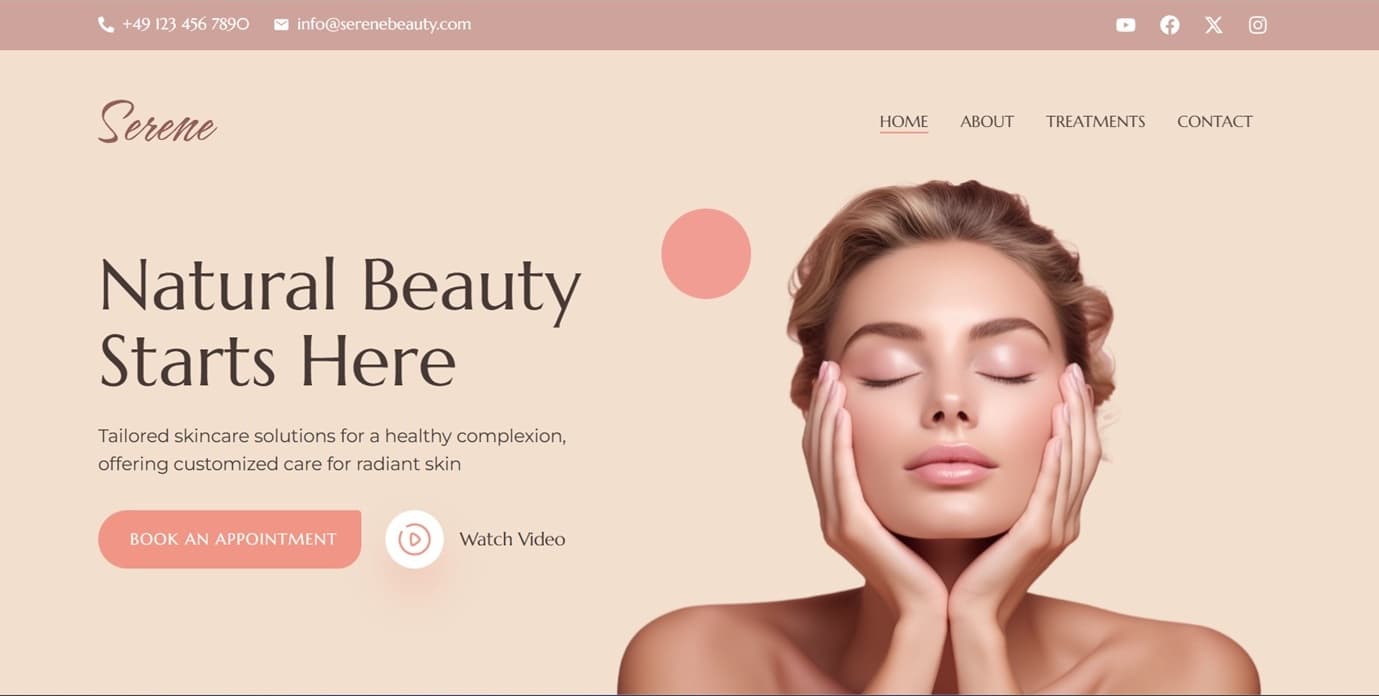 +49 123 456 7890 info@serenebeauty.com
Serene
HOME ABOUT TREATMENTS CONTACT
Natural Beauty
Starts Here
Tailored skincare solutions for a healthy complexion,
offering customized care for radiant skin
BOOK AN APPOINTMENT Watch Video